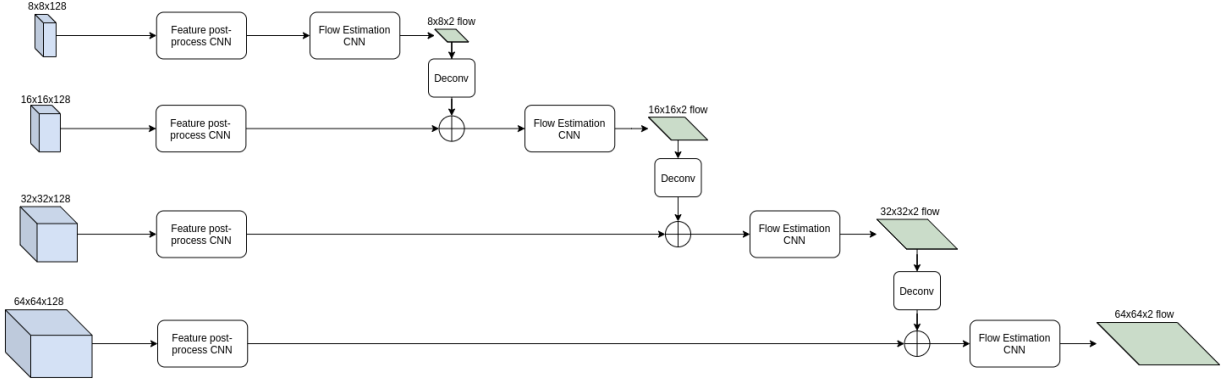 8x8x128
Feature post-
process CNN
Flow Estimation
CNN
8x8x2 flow
Deconv
16x16x128
Feature post-
process CNN
Flow Estimation
CNN
16x16x2 flow
Deconv
32x32x128
Feature post-
process CNN
Flow Estimation
CNN
32x32x2 flow
Deconv
64x64x128
Feature post-
process CNN
Flow Estimation
CNN
64x64x2 flow